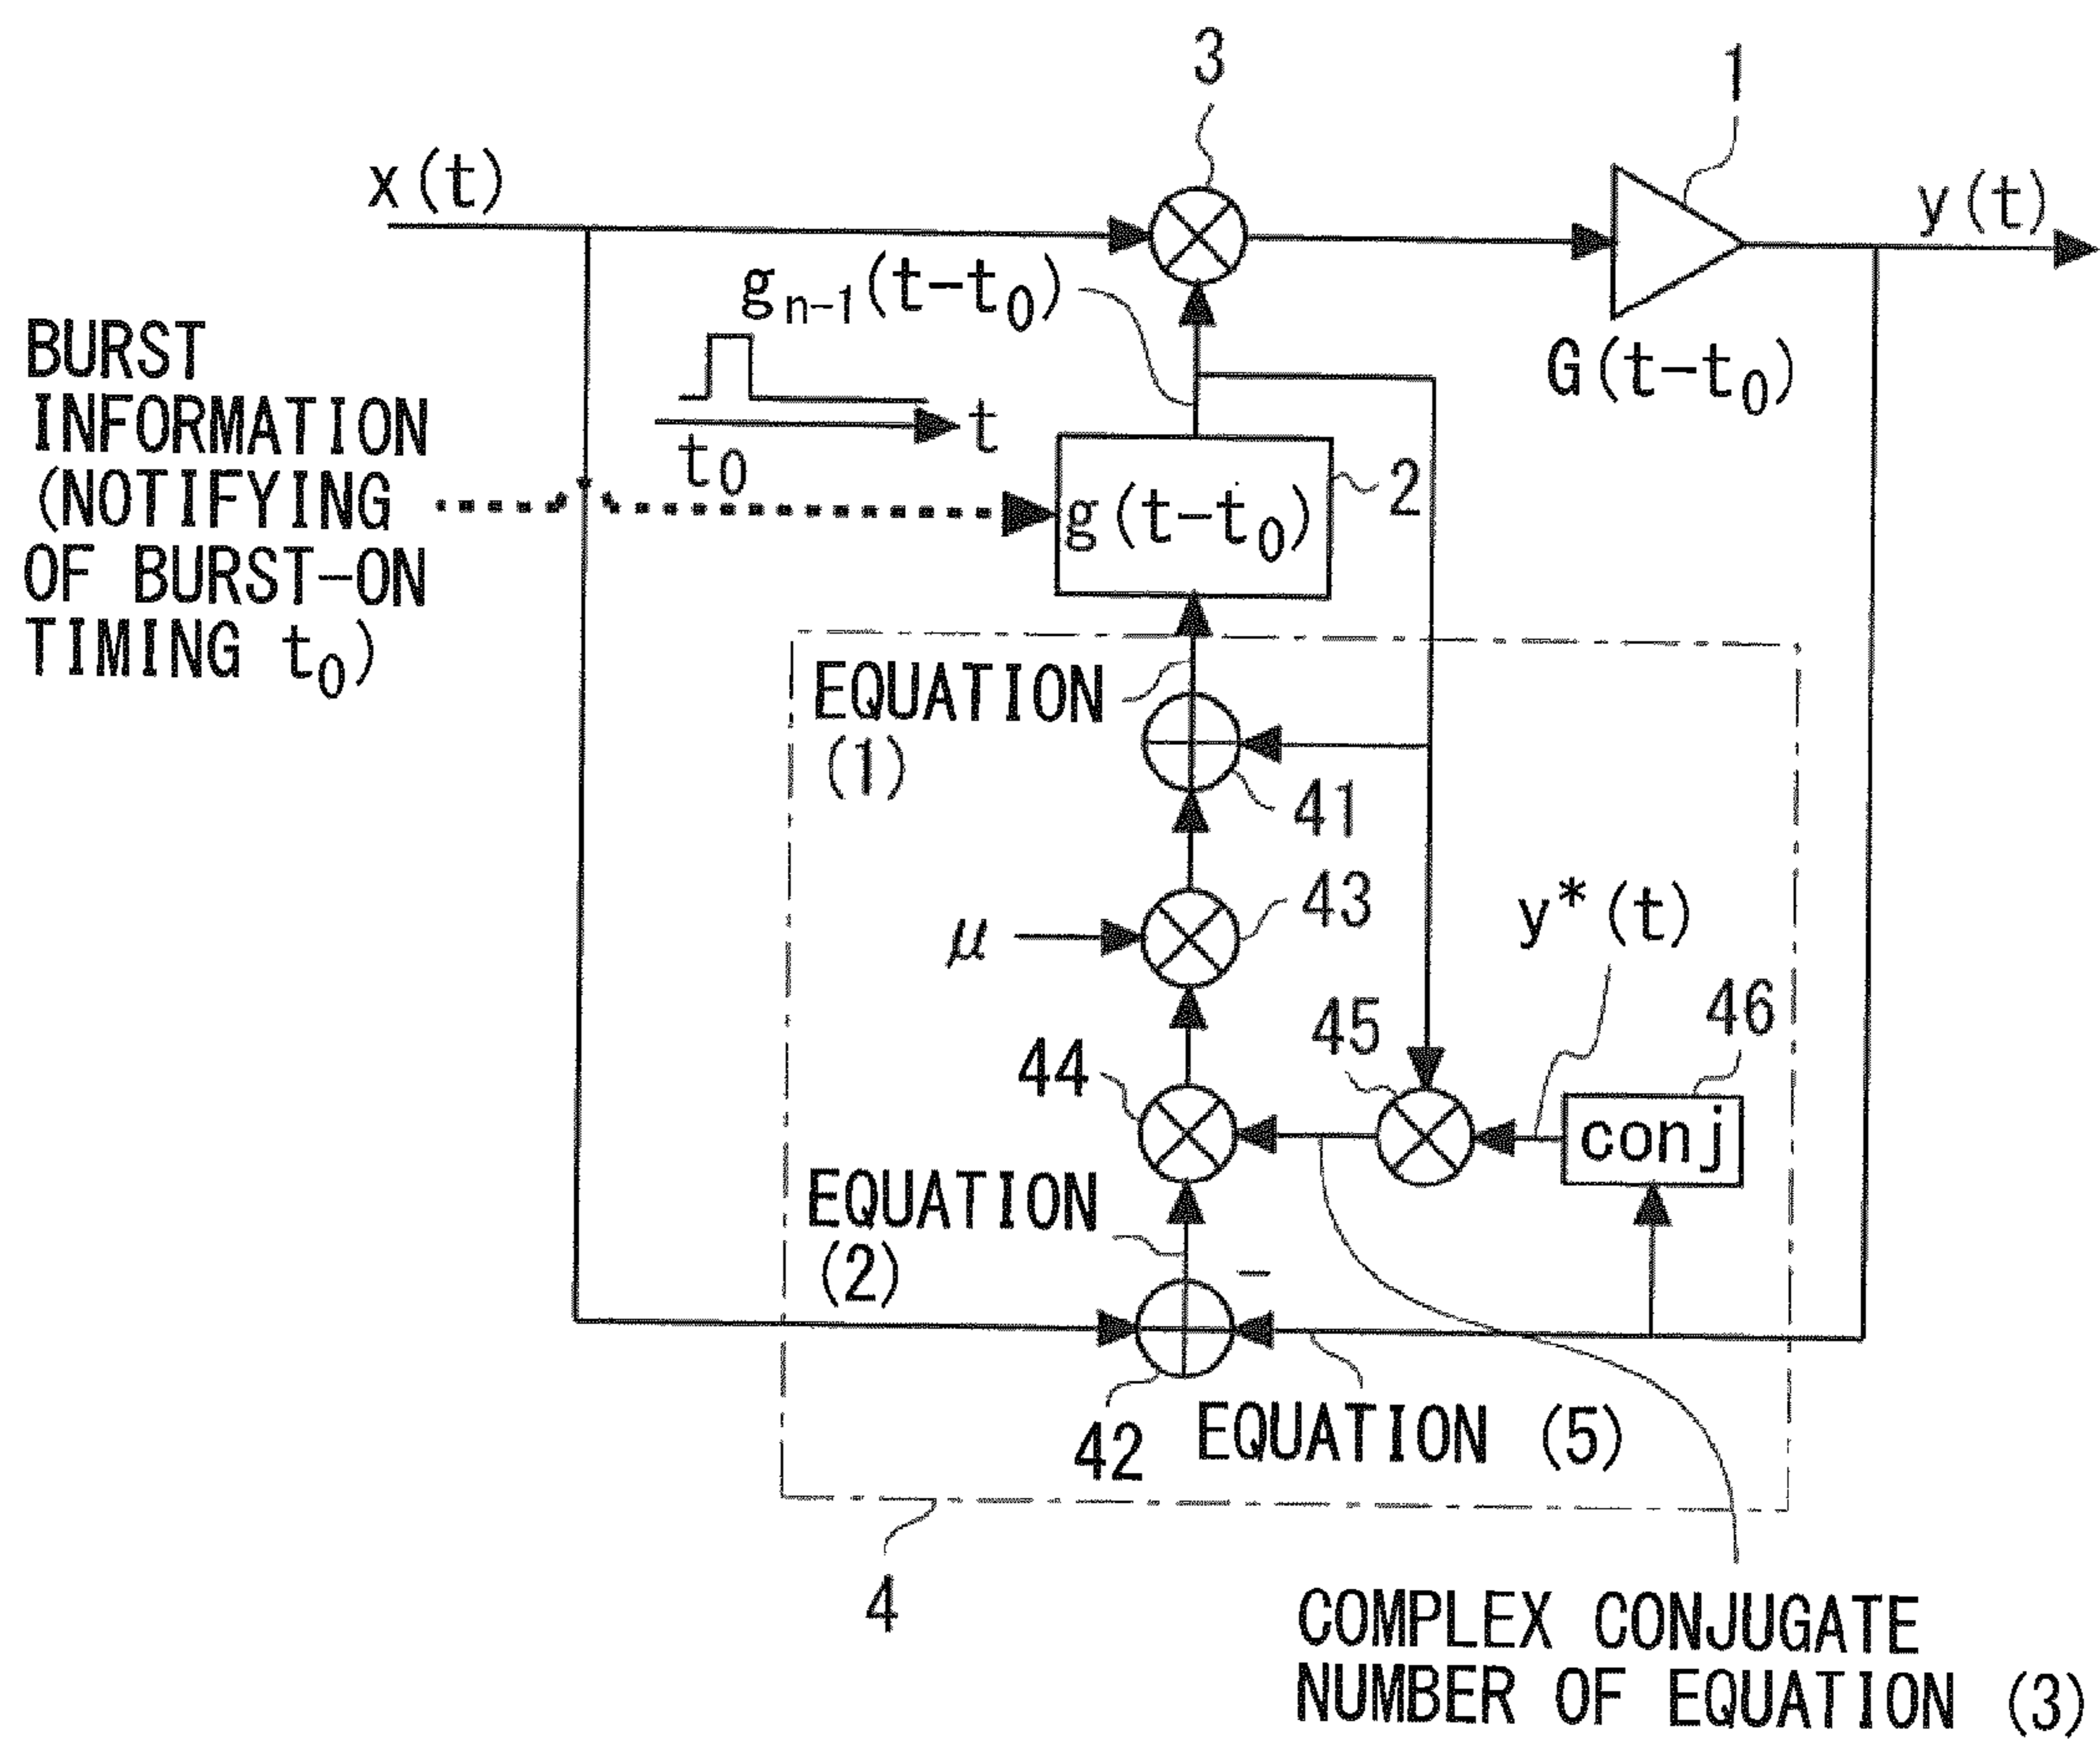 3
1
x(t)
y(t)
gn-1(t-t0)
G(t-t0)
BURST
INFORMATION
(NOTIFYING
OF BURST-ON
TIMING t0)
t
t0
g(t-t0)
2
EQUATION
(1)
41
μ
43
y*(t)
44
45
46
conj
EQUATION
(2)
-
42
EQUATION (5)
4
COMPLEX CONJUGATE
NUMBER OF EQUATION (3)